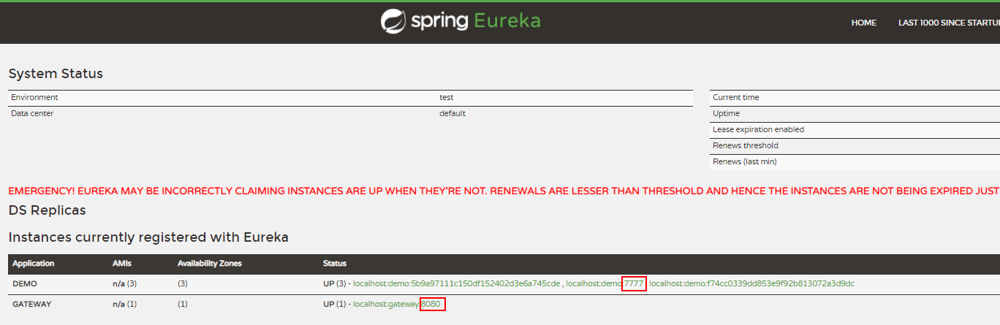 spring Eureka
HOME LAST 1000 SINCE STARTU
System Status
Environment test
Data center default
Current time
Uptime
Lease expiration enabled
Renews threshold
Renews (last min)
EMERGENCY! EUREKA MAY BE INCORRECTLY CLAIMING INSTANCES ARE UP WHEN THEY'RE NOT. RENEWALS ARE LESSER THAN THRESHOLD AND HENCE THE INSTANCES ARE NOT BEING EXPIRED JUST
DS Replicas
Instances currently registered with Eureka
Application AMIs Availability Zones Status
DEMO n/a (3) (3) UP (3) - localhost:demo:5b9a97111c150df152402d3e6a745cde , localhost:demo:7777 localhost:demo:f74cc0339dd853e9f92b813072a3d9dc
GATEWAY n/a (1) (1) UP (1) - localhost:gateway:8080